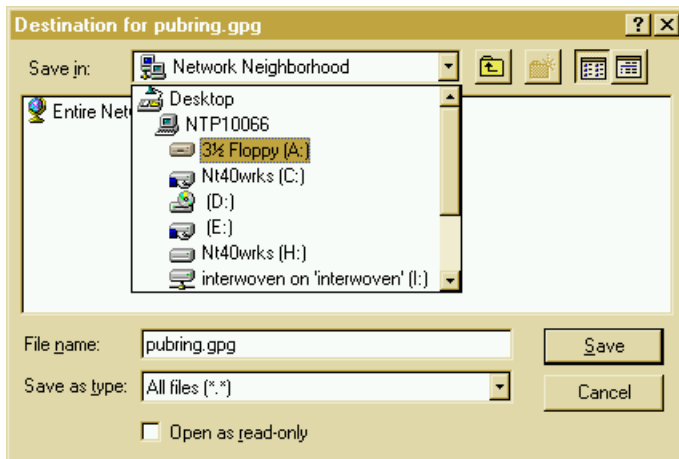 Destination for pubring.gpg
Save in: Network Neighborhood
Entire Net
Desktop
NTP10066
3½ Floppy (A:)
Nt40wrks (C:)
(D:)
(E:)
Nt40wrks (H:)
interwoven on 'interwoven' (I:)
File name: pubring.gpg Save
Save as type: All files (*.*) Cancel
Open as read-only